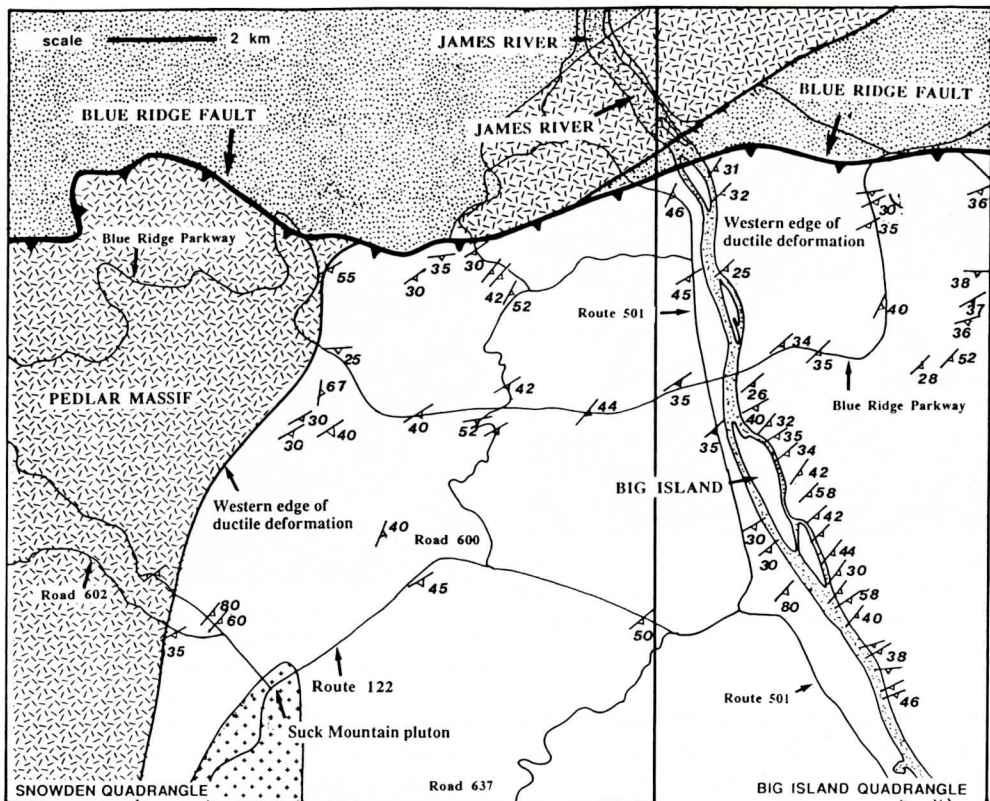 scale 2 km
JAMES RIVER
BLUE RIDGE FAULT
BLUE RIDGE FAULT
JAMES RIVER
31
32
46
30
35
36
Western edge of
ductile deformation
Blue Ridge Parkway
55
30
35
30
42
52
25
45
38
37
36
40
Route 501
34
35
52
28
25
67
42
26
35
Blue Ridge Parkway
PEDLAR MASSIF
30
30
40
40
52
44
40
32
35
34
42
58
42
BIG ISLAND
Western edge of
ductile deformation
40
Road 600
30
30
44
30
58
40
80
Road 602
45
80
60
35
50
38
46
Route 122
Route 501
Suck Mountain pluton
Road 637
SNOWDEN QUADRANGLE
BIG ISLAND QUADRANGLE